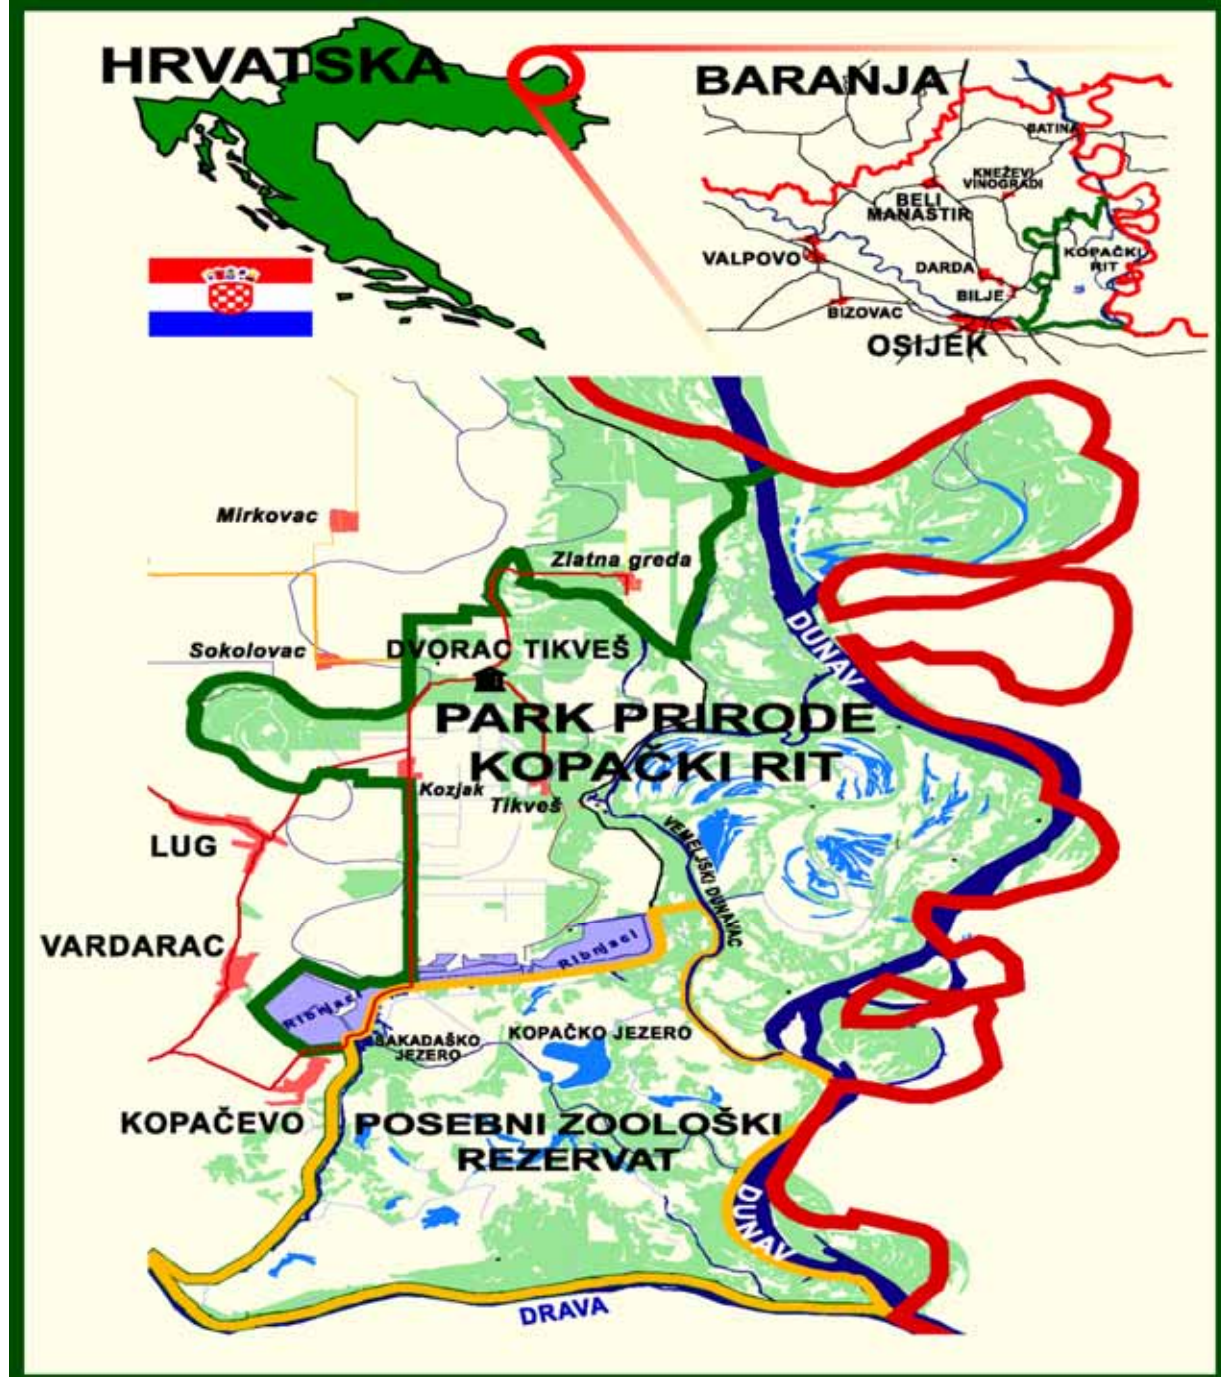 HRVATSKA
BARANJA
BATINA
KNEŽEVI
VINOGRADI
BELI
MANASTIR
KOPAČKI
RIT
VALPOVO
DARDA
BILJE
BIZOVAC
OSIJEK
Mirkovac
Zlatna greda
DUNAV
Sokolovac
DVORAC TIKVEŠ
PARK PRIRODE
KOPAČKI RIT
Kozjak
Tikveš
LUG
VEMELJSKI DUNAVAC
VARDARAC
Ribnjaci
Ribnjaci
SAKADAŠKO
JEZERO
KOPAČKO JEZERO
KOPAČEVO
POSEBNI ZOOLOŠKI
REZERVAT
DUNAV
DRAVA